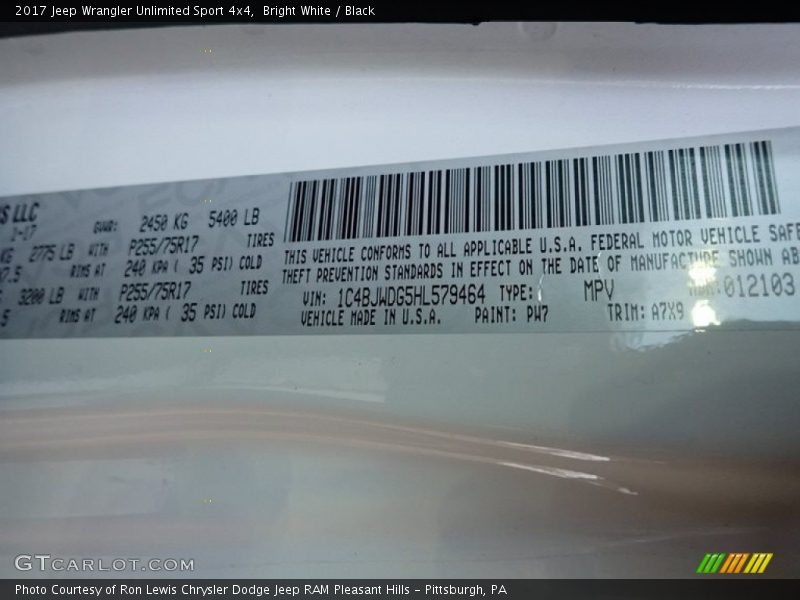 2017 Jeep Wrangler Unlimited Sport 4x4, Bright White / Black
LLC
GVWR: 2450 KG 5400 LB
KG 2775 LB WITH P255/75R17 TIRES
RIMS AT 240 KPA ( 35 PSI) COLD
3200 LB WITH P255/75R17 TIRES
RIMS AT 240 KPA ( 35 PSI) COLD
THIS VEHICLE CONFORMS TO ALL APPLICABLE U.S.A. FEDERAL MOTOR VEHICLE SAFE
THEFT PREVENTION STANDARDS IN EFFECT ON THE DATE OF MANUFACTURE SHOWN AB
VIN: 1C4BJWDG5HL579464 TYPE: MPV MDH:012103
VEHICLE MADE IN U.S.A. PAINT: PW7 TRIM: A7X9
GTCARLOT.COM
Photo Courtesy of Ron Lewis Chrysler Dodge Jeep RAM Pleasant Hills - Pittsburgh, PA